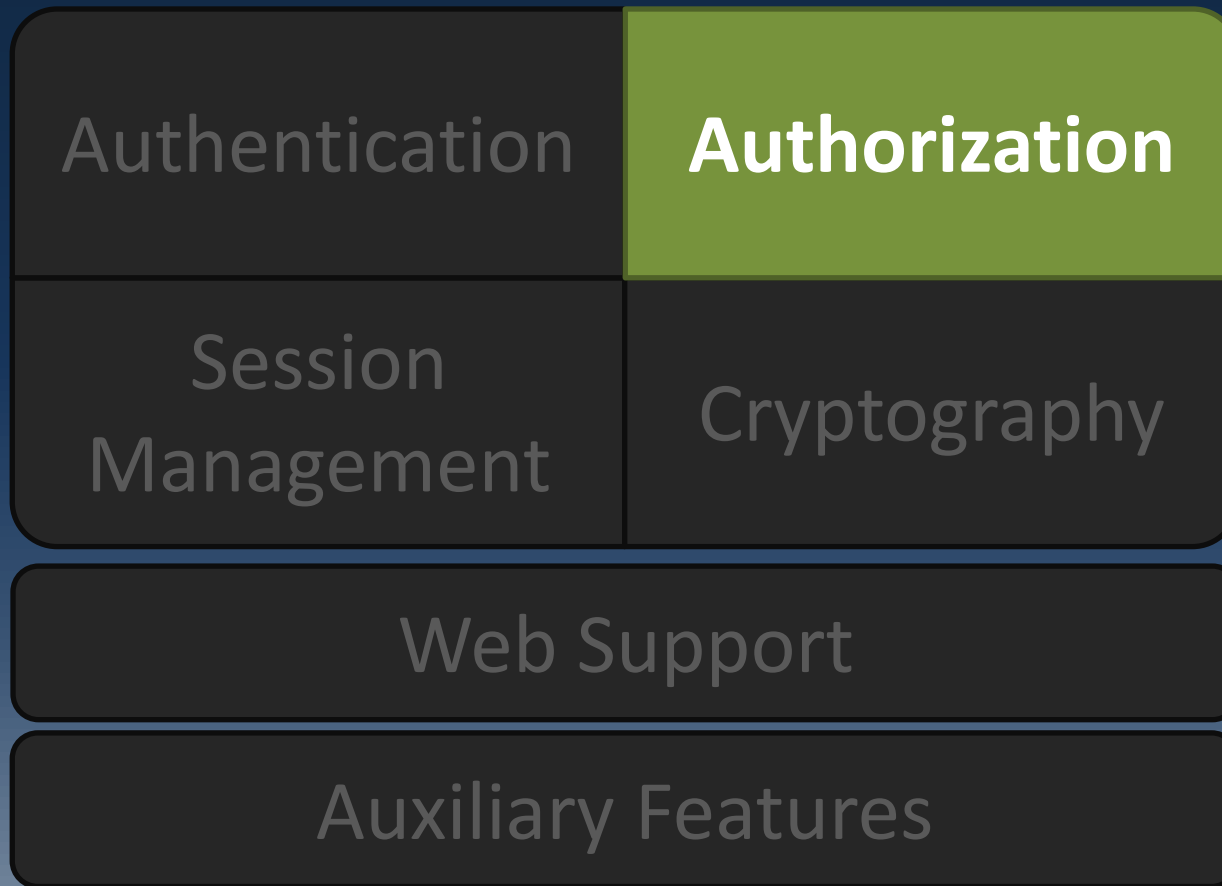 Authentication
Authorization
Session
Management
Cryptography
Web Support
Auxiliary Features